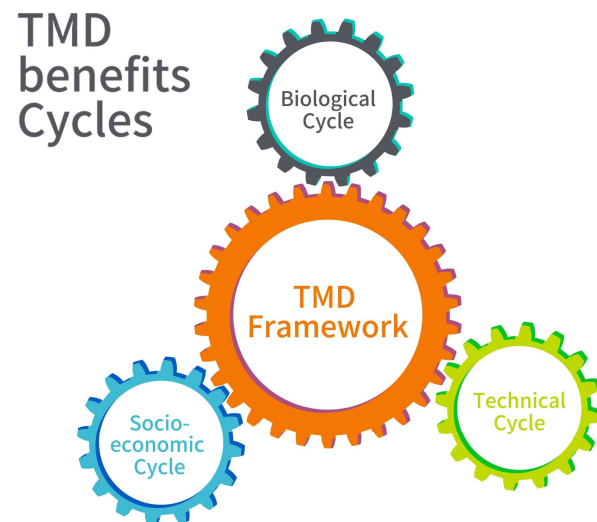 TMD
benefits
Cycles
Biological
Cycle
TMD
Framework
Technical
Cycle
Socio-
economic
Cycle